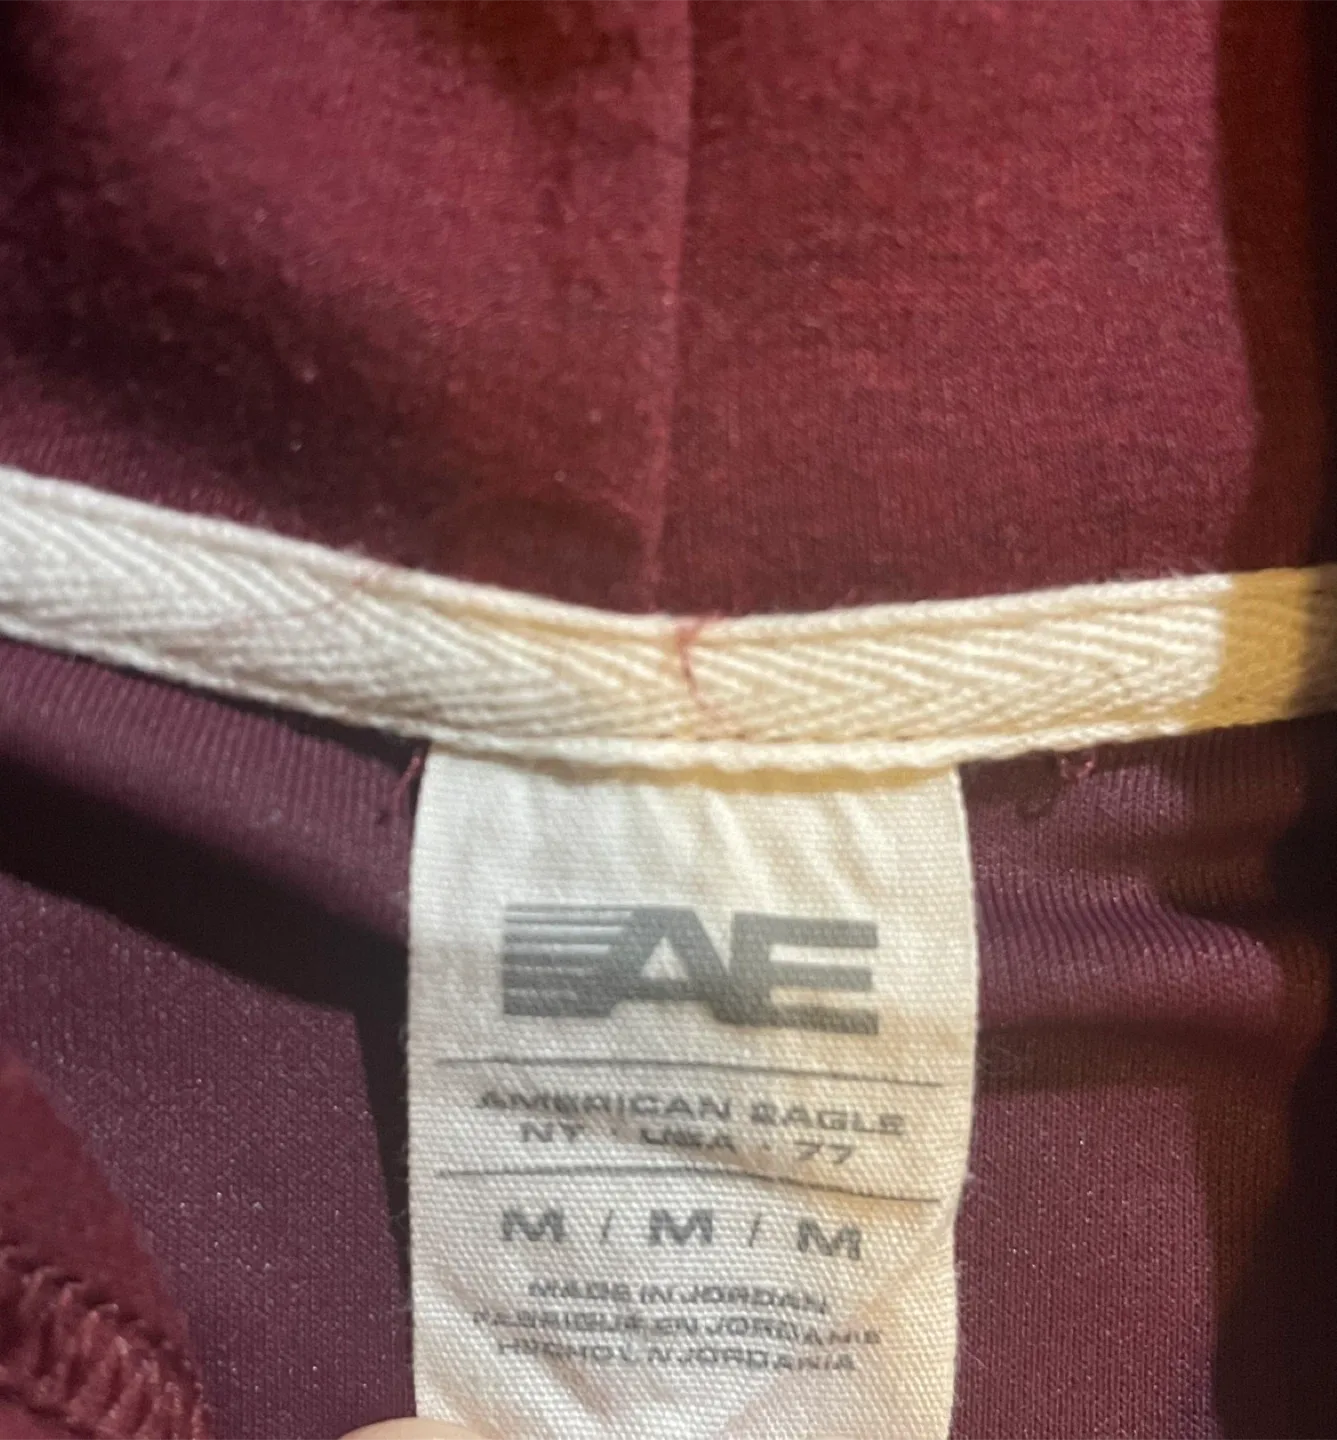 AE
AMERICAN EAGLE
NY · USA · 77
M / M / M
MADE IN JORDAN
FABRIQUÉ EN JORDANIE
HECHO EN JORDANIA